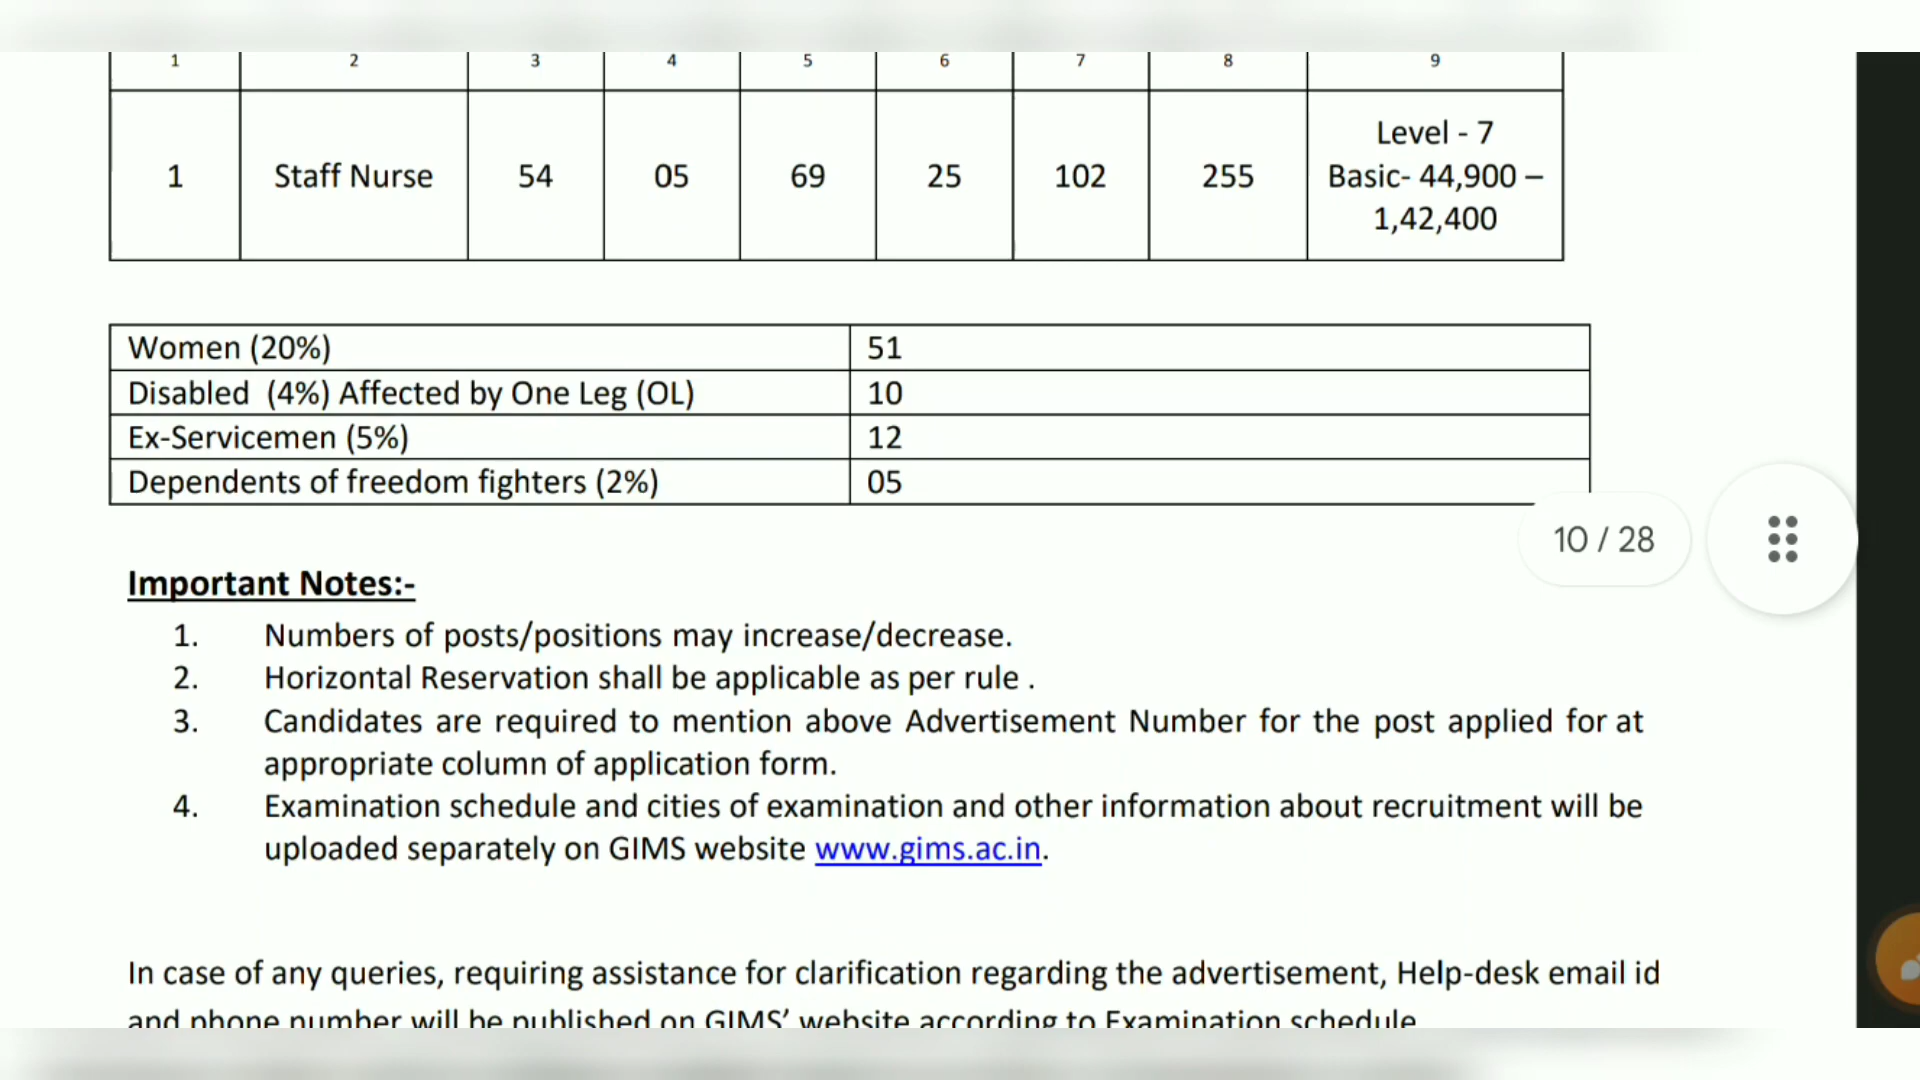 1 2 3 4 5 6 7 8 9
1 Staff Nurse 54 05 69 25 102 255 Level - 7 Basic- 44,900 – 1,42,400
Women (20%) 51
Disabled (4%) Affected by One Leg (OL) 10
Ex-Servicemen (5%) 12
Dependents of freedom fighters (2%) 05
10 / 28
Important Notes:-
1. Numbers of posts/positions may increase/decrease.
2. Horizontal Reservation shall be applicable as per rule .
3. Candidates are required to mention above Advertisement Number for the post applied for at
appropriate column of application form.
4. Examination schedule and cities of examination and other information about recruitment will be
uploaded separately on GIMS website www.gims.ac.in.
In case of any queries, requiring assistance for clarification regarding the advertisement, Help-desk email id
and phone number will be published on GIMS’ website according to Examination schedule